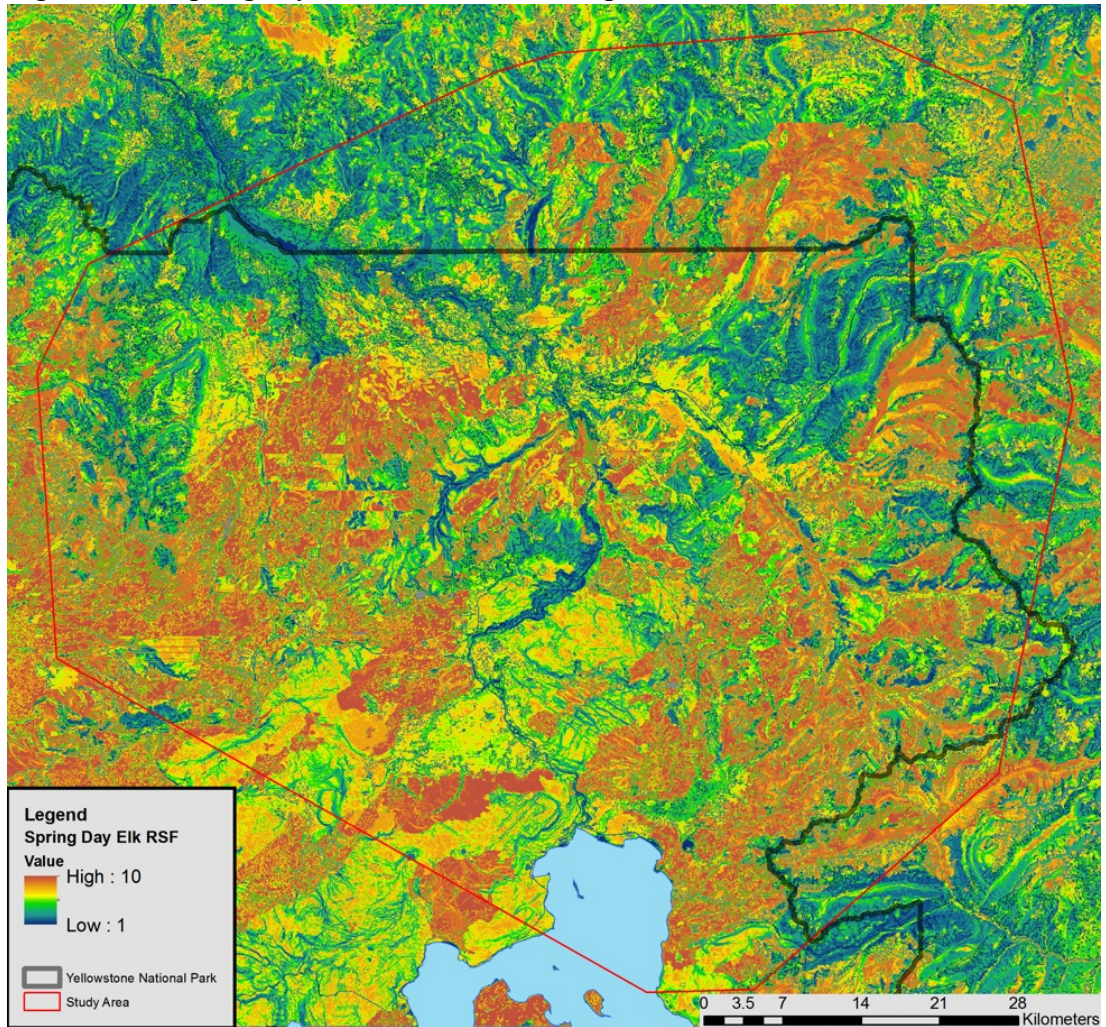 Legend
Spring Day Elk RSF
Value
High : 10
Low : 1
Yellowstone National Park
Study Area
0 3.5 7 14 21 28
Kilometers